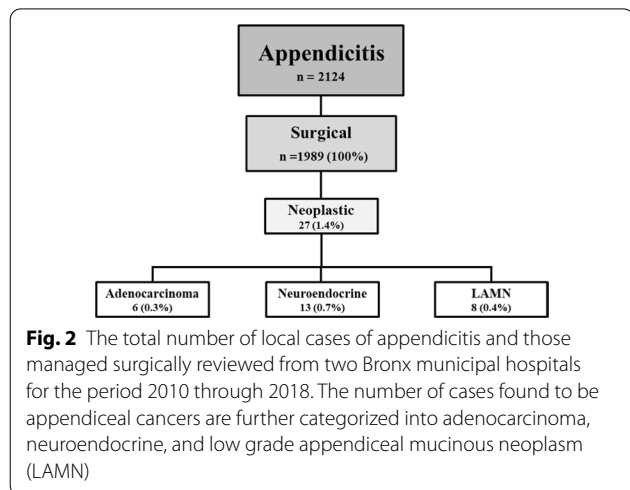 Appendicitis
n = 2124
Surgical
n =1989 (100%)
Neoplastic
27 (1.4%)
Adenocarcinoma
6 (0.3%)
Neuroendocrine
13 (0.7%)
LAMN
8 (0.4%)
Fig. 2 The total number of local cases of appendicitis and those
managed surgically reviewed from two Bronx municipal hospitals
for the period 2010 through 2018. The number of cases found to be
appendiceal cancers are further categorized into adenocarcinoma,
neuroendocrine, and low grade appendiceal mucinous neoplasm
(LAMN)